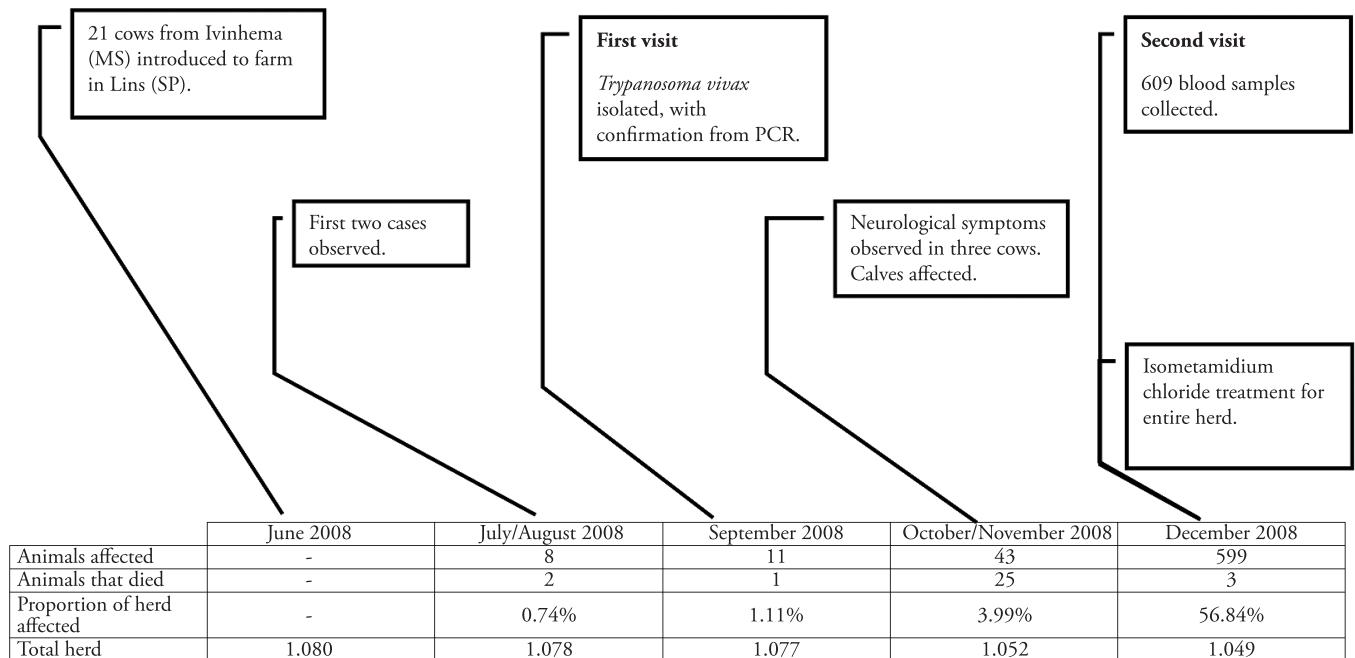 21 cows from Ivinhema
(MS) introduced to farm
in Lins (SP).
First two cases
observed.
First visit
Trypanosoma vivax
isolated, with
confirmation from PCR.
Neurological symptoms
observed in three cows.
Calves affected.
Second visit
609 blood samples
collected.
Isometamidium
chloride treatment for
entire herd.
June 2008 July/August 2008 September 2008 October/November 2008 December 2008
Animals affected - 8 11 43 599
Animals that died - 2 1 25 3
Proportion of herd
affected - 0.74% 1.11% 3.99% 56.84%
Total herd 1.080 1.078 1.077 1.052 1.049